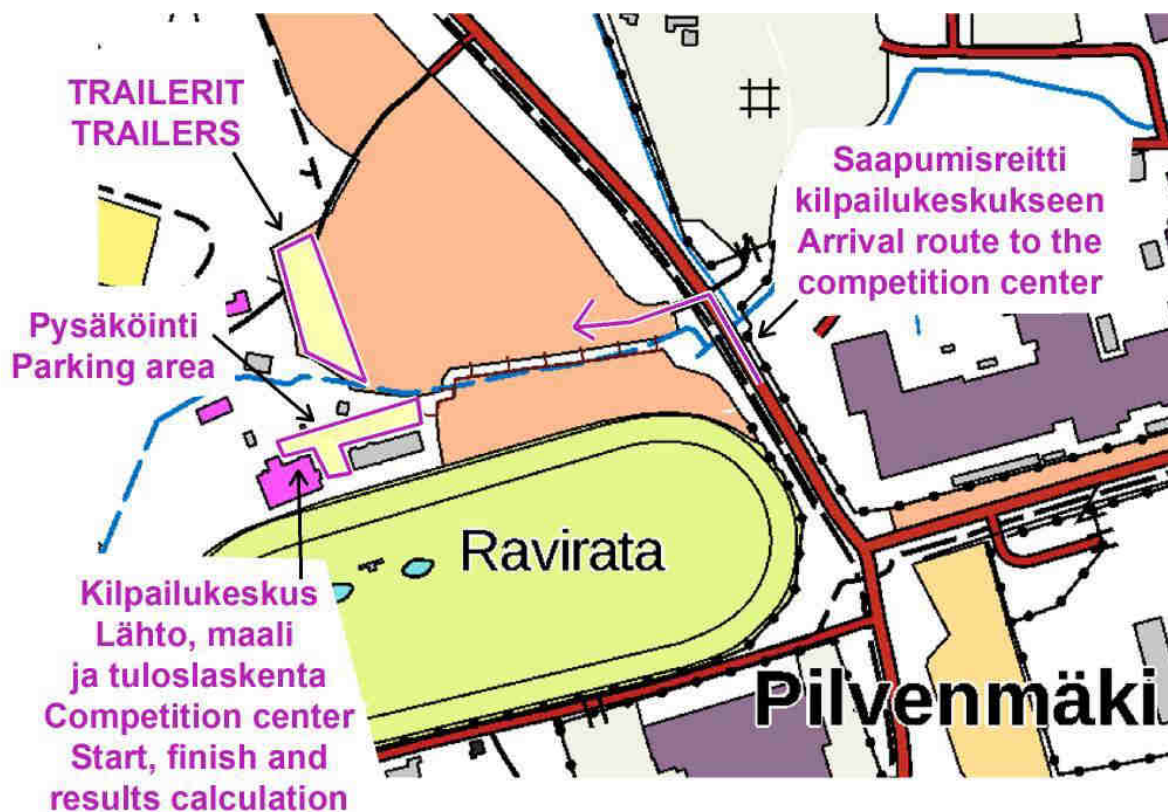 TRAILERIT
TRAILERS
Saapumisreitti
kilpailukeskukseen
Arrival route to the
competition center
Pysäköinti
Parking area
Ravirata
Kilpailukeskus
Lähto, maali
ja tuloslaskenta
Competition center
Start, finish and
results calculation
Pilvenmäki